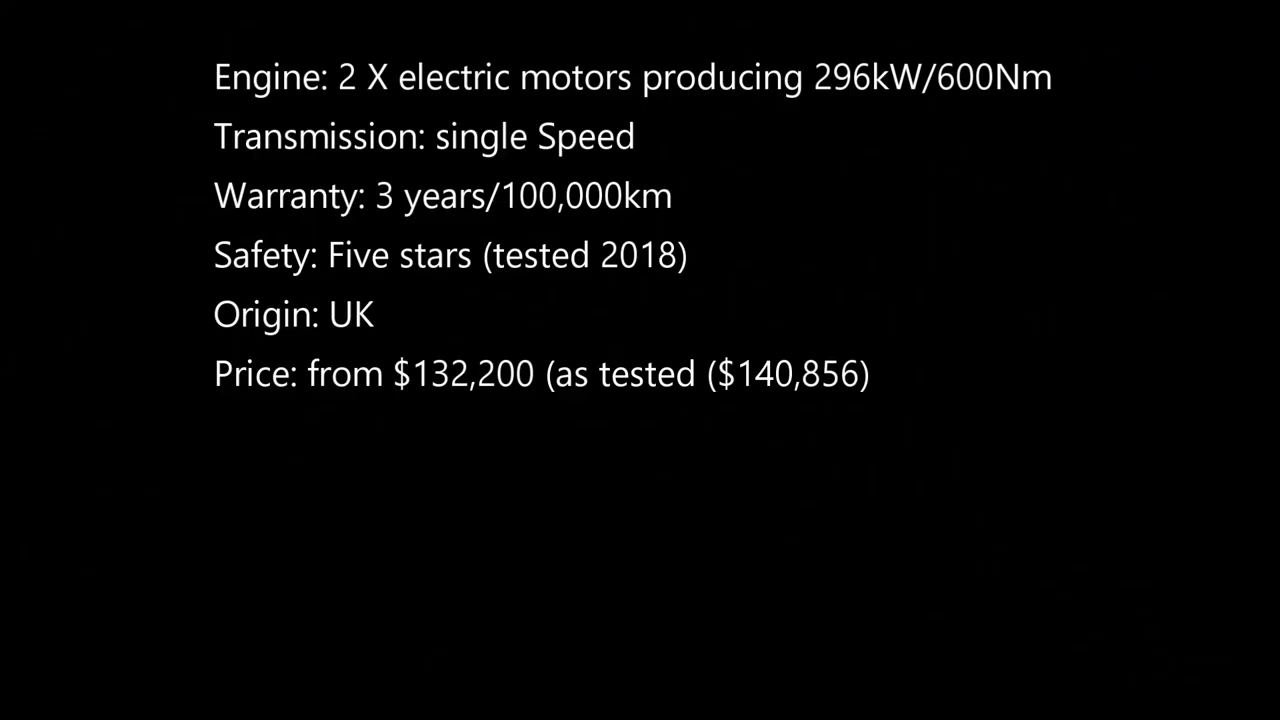 Engine: 2 X electric motors producing 296kW/600Nm
Transmission: single Speed
Warranty: 3 years/100,000km
Safety: Five stars (tested 2018)
Origin: UK
Price: from $132,200 (as tested ($140,856)